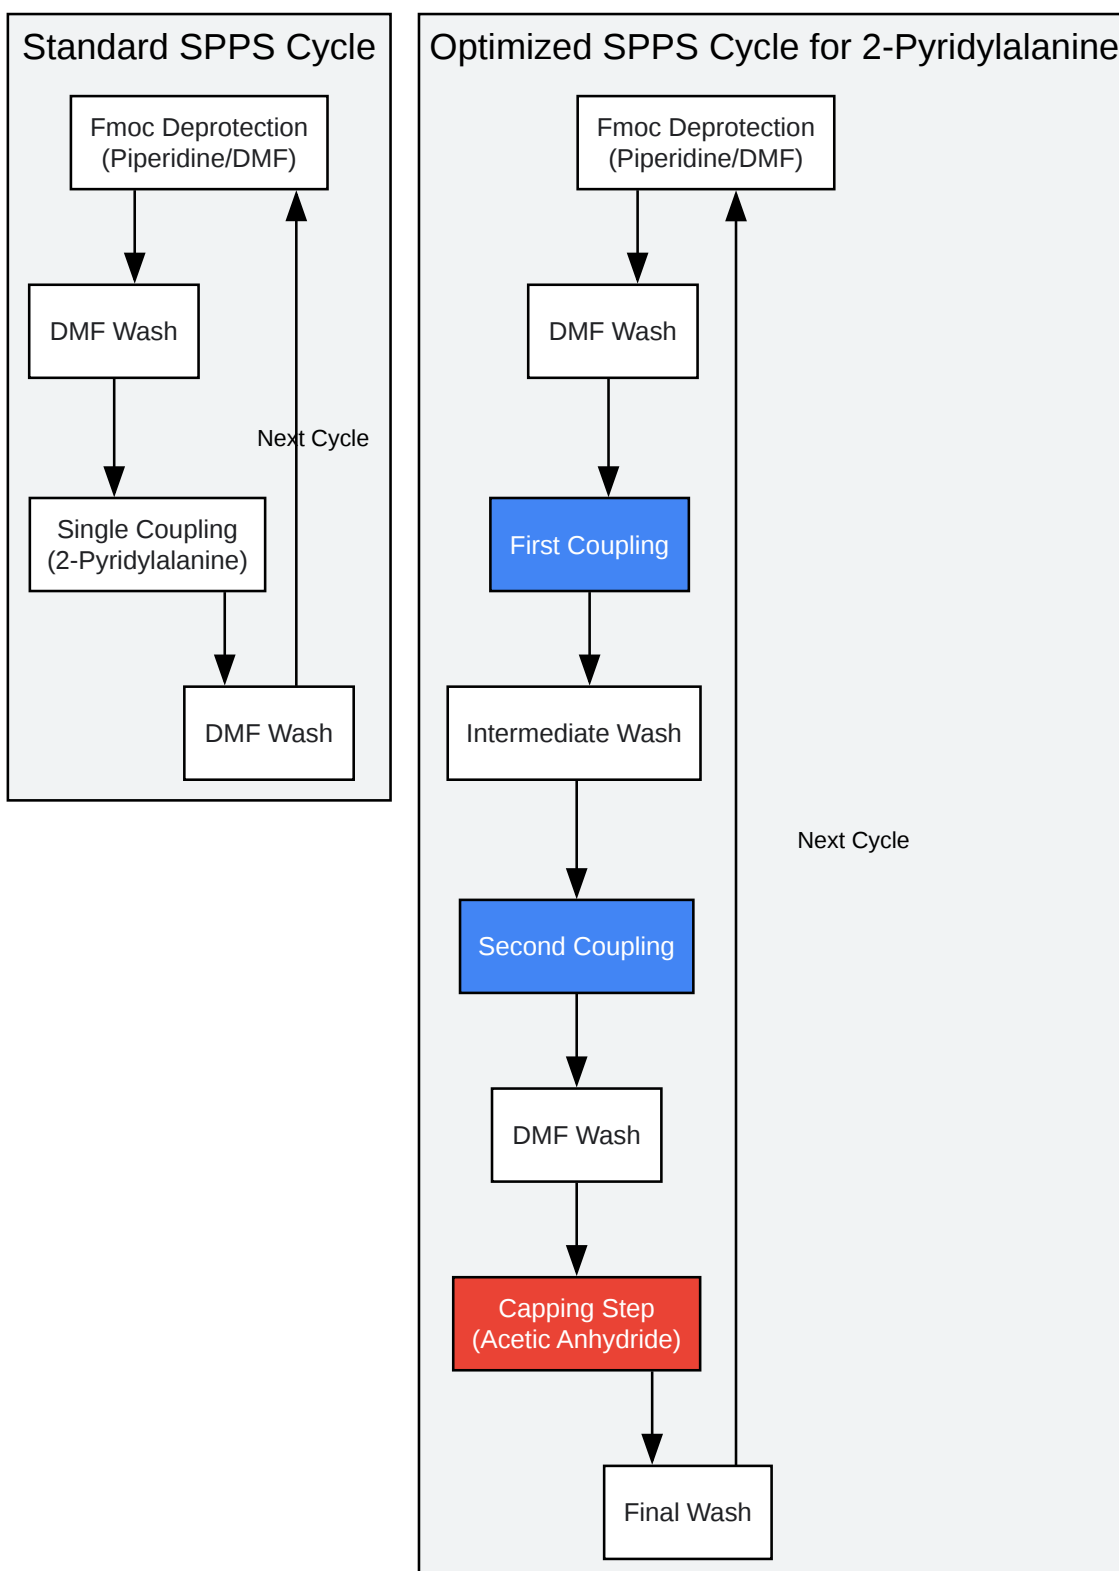 Standard SPPS Cycle
Fmoc Deprotection
(Piperidine/DMF)
DMF Wash
Next Cycle
Single Coupling
(2-Pyridylalanine)
DMF Wash
Optimized SPPS Cycle for 2-Pyridylalanine
Fmoc Deprotection
(Piperidine/DMF)
DMF Wash
First Coupling
Intermediate Wash
Next Cycle
Second Coupling
DMF Wash
Capping Step
(Acetic Anhydride)
Final Wash